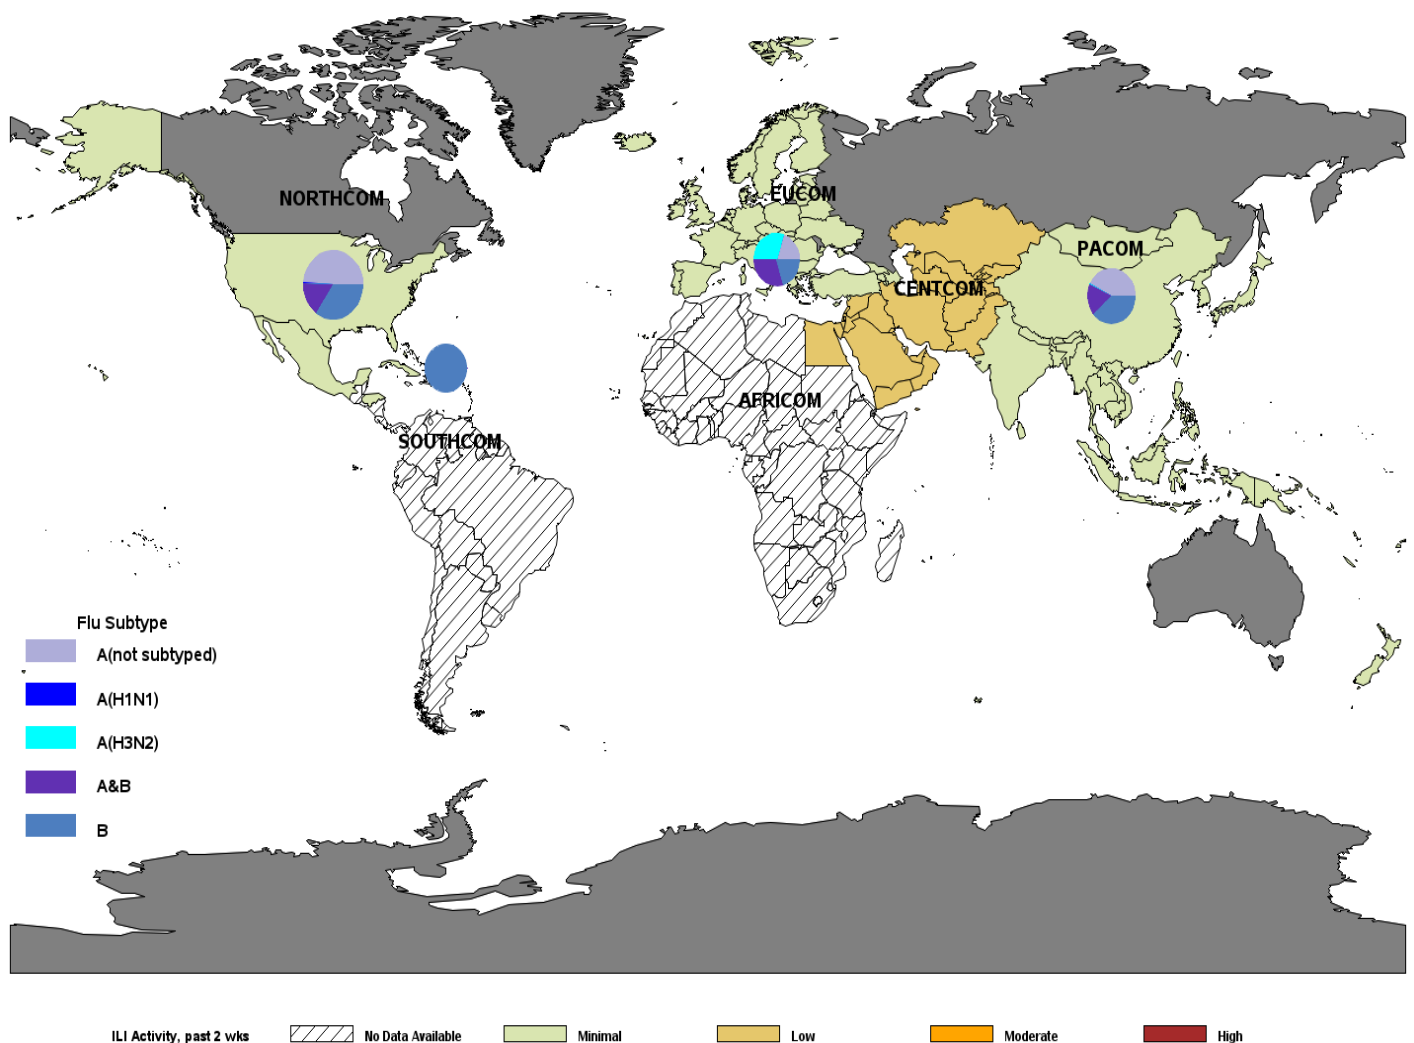 NORTHCOM
EUCOM
PACOM
CENTCOM
AFRICOM
SOUTHCOM
Flu Subtype
A(not subtyped)
A(H1N1)
A(H3N2)
A&B
B
ILI Activity, past 2 wks No Data Available Minimal Low Moderate High